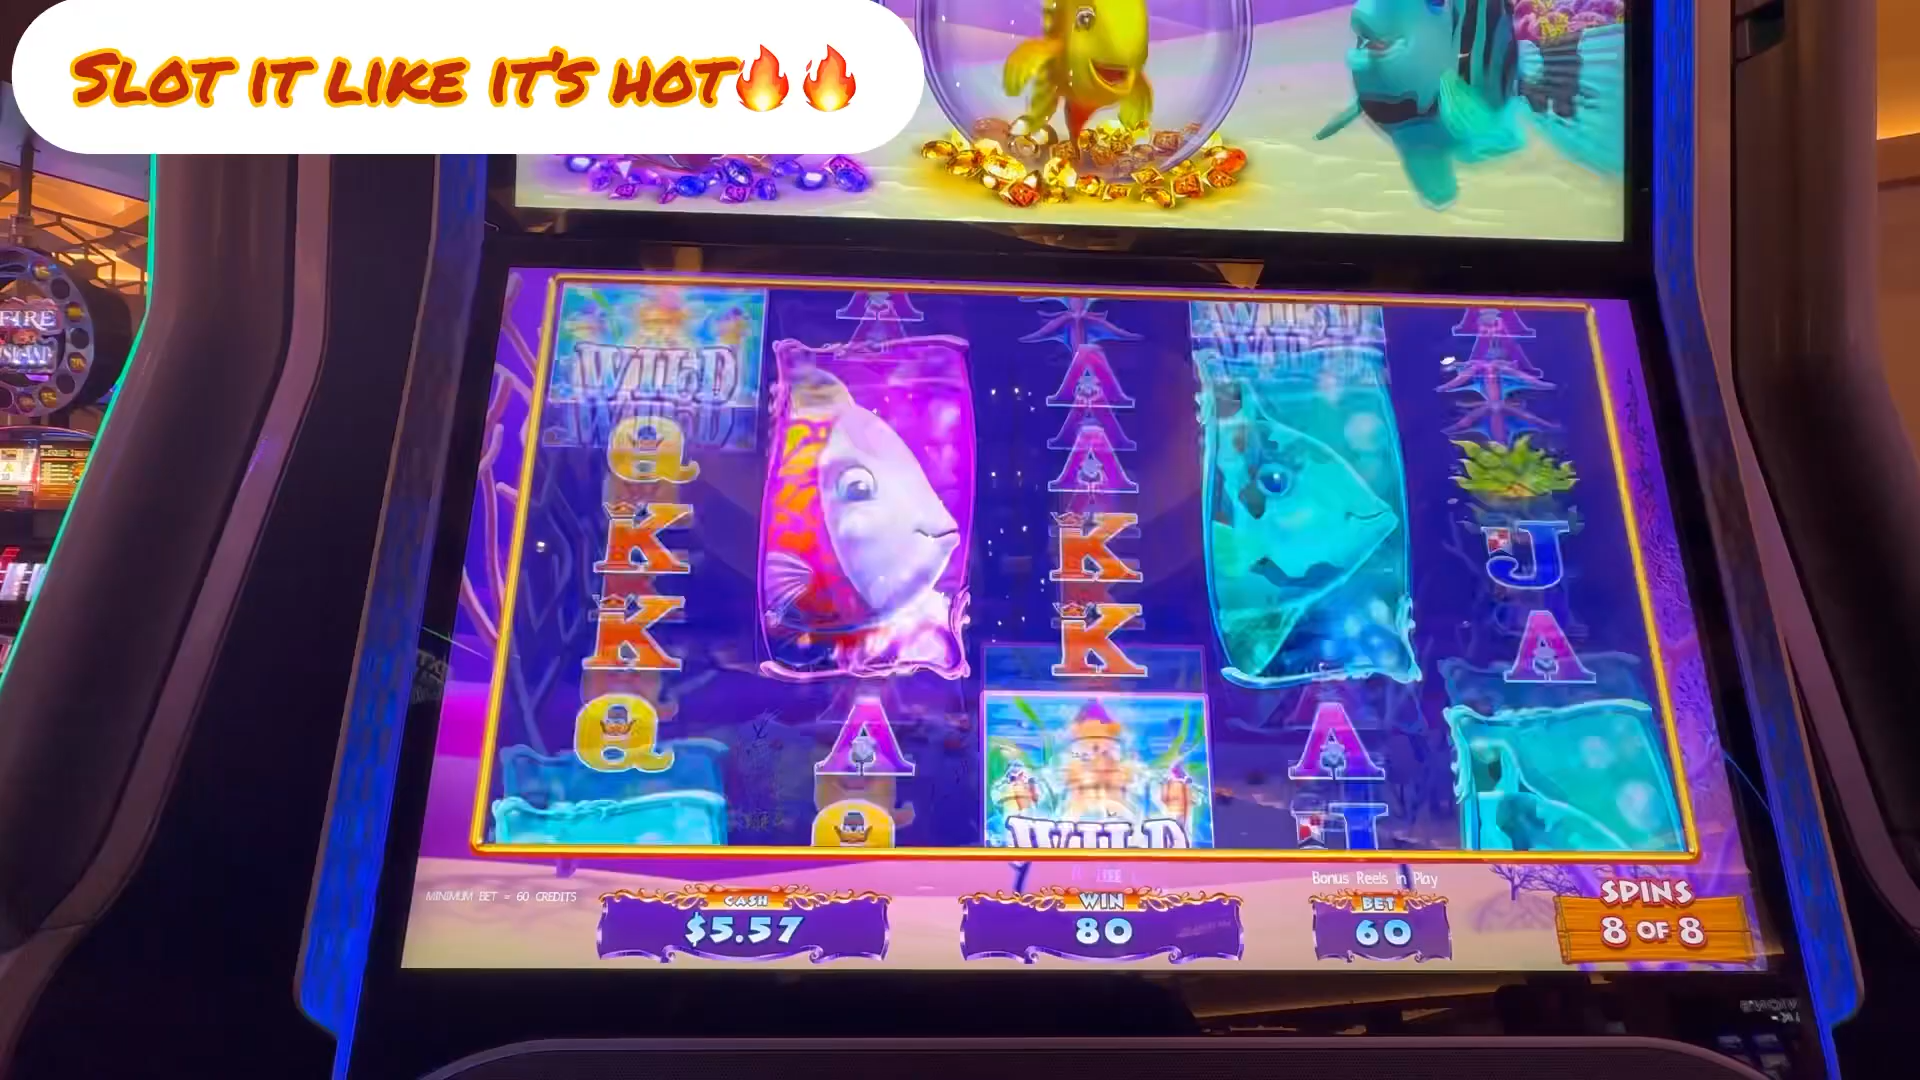 SLOT IT LIKE IT'S HOT🔥🔥
FIRE
WILD
WILD
A
A
A
A
Q
A
K
K
J
K
K
A
Q
A
A
Q
WILD
J
MINIMUM BET = 60 CREDITS
Bonus Reels in Play
CASH
$5.57
WIN
80
BET
60
SPINS
8 OF 8